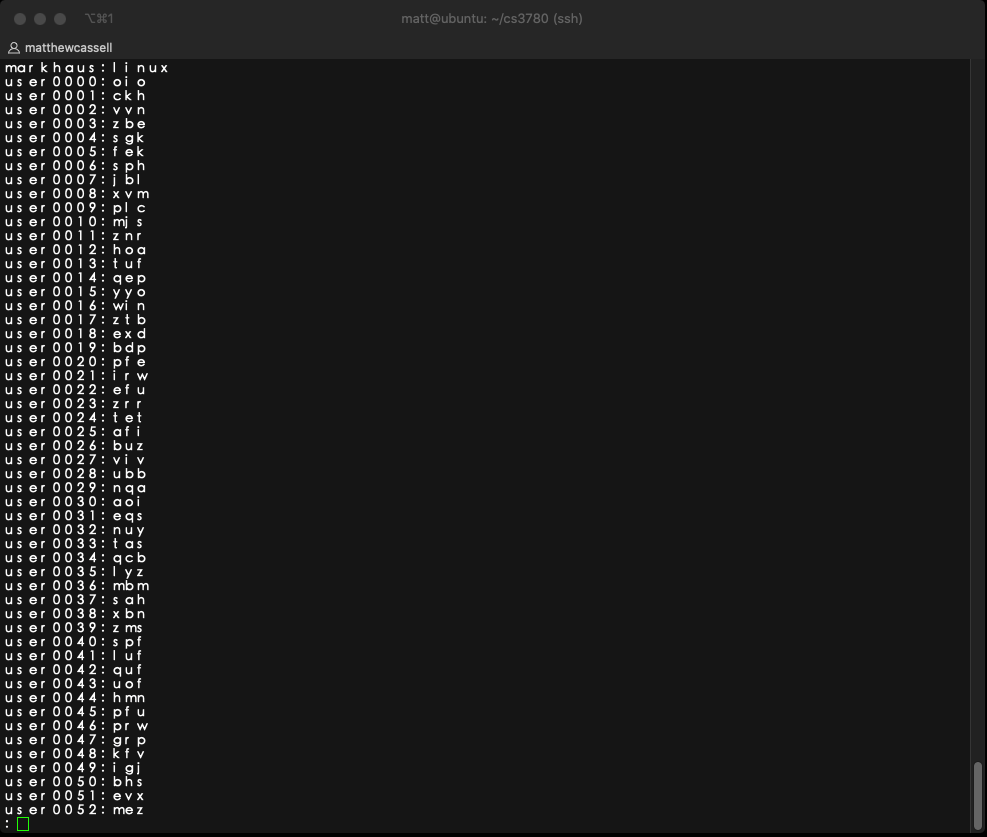 ⌥⌘1
matt@ubuntu: ~/cs3780 (ssh)
matthewcassell
markhaus:linux
user0000:oio
user0001:ckh
user0002:vvn
user0003:zbe
user0004:sgk
user0005:fek
user0006:sph
user0007:jbl
user0008:xvm
user0009:plc
user0010:mjs
user0011:znr
user0012:hoa
user0013:tuf
user0014:qep
user0015:yyo
user0016:win
user0017:ztb
user0018:exd
user0019:bdp
user0020:pfe
user0021:irw
user0022:efu
user0023:zrr
user0024:tet
user0025:afi
user0026:buz
user0027:viv
user0028:ubb
user0029:nqa
user0030:aoi
user0031:eqs
user0032:nuy
user0033:tas
user0034:qcb
user0035:lyz
user0036:mbm
user0037:sah
user0038:xbn
user0039:zms
user0040:spf
user0041:luf
user0042:quf
user0043:uof
user0044:hmn
user0045:pfu
user0046:prw
user0047:grp
user0048:kfv
user0049:igj
user0050:bhs
user0051:evx
user0052:mez
: